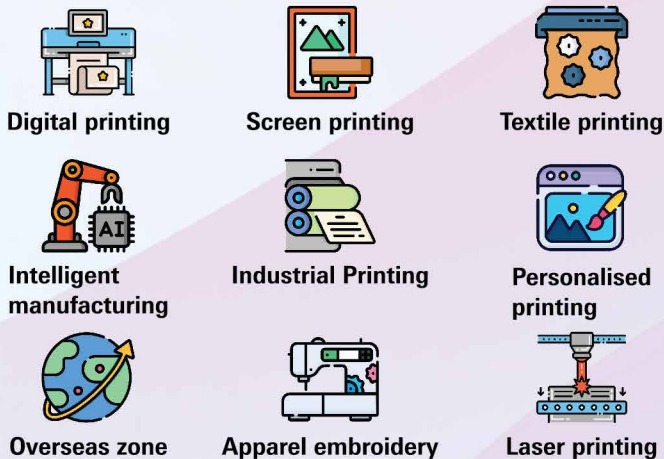 Digital printing
Screen printing
Textile printing
AI
Intelligent
manufacturing
Industrial Printing
Personalised
printing
Overseas zone
Apparel embroidery
Laser printing